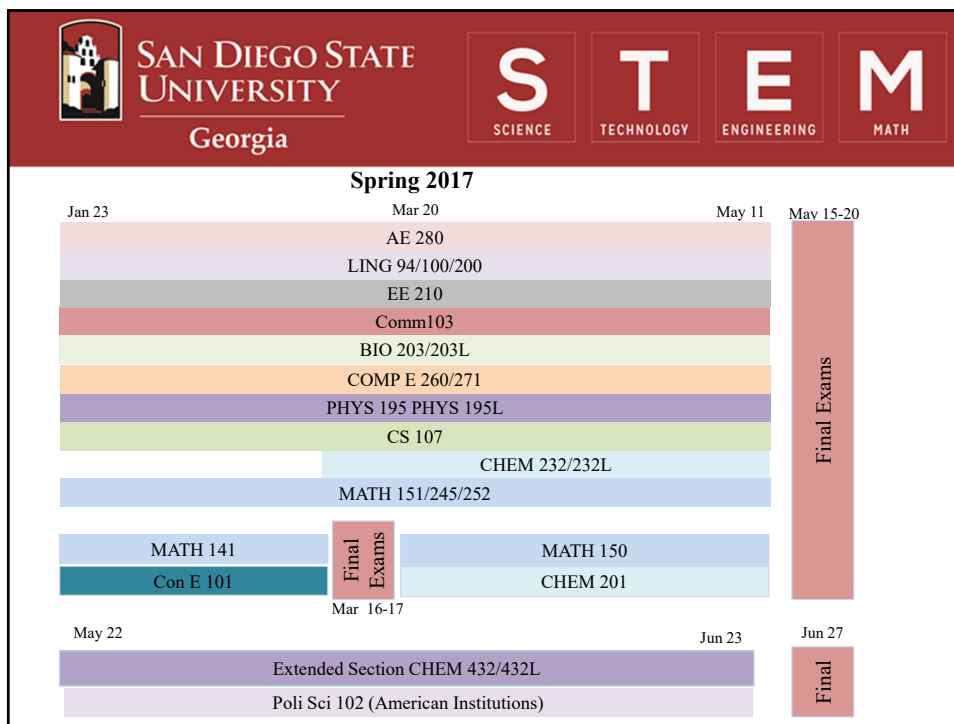 SAN DIEGO STATE
UNIVERSITY
Georgia
S T E M
SCIENCE TECHNOLOGY ENGINEERING MATH
Spring 2017
Jan 23 Mar 20 May 11 May 15-20
AE 280
LING 94/100/200
EE 210
Comm103
BIO 203/203L
COMP E 260/271
PHYS 195 PHYS 195L
CS 107
CHEM 232/232L
MATH 151/245/252
Final Exams
MATH 141
Con E 101
Final
Exams
Mar 16-17
MATH 150
CHEM 201
May 22 Jun 23 Jun 27
Extended Section CHEM 432/432L
Poli Sci 102 (American Institutions)
Final